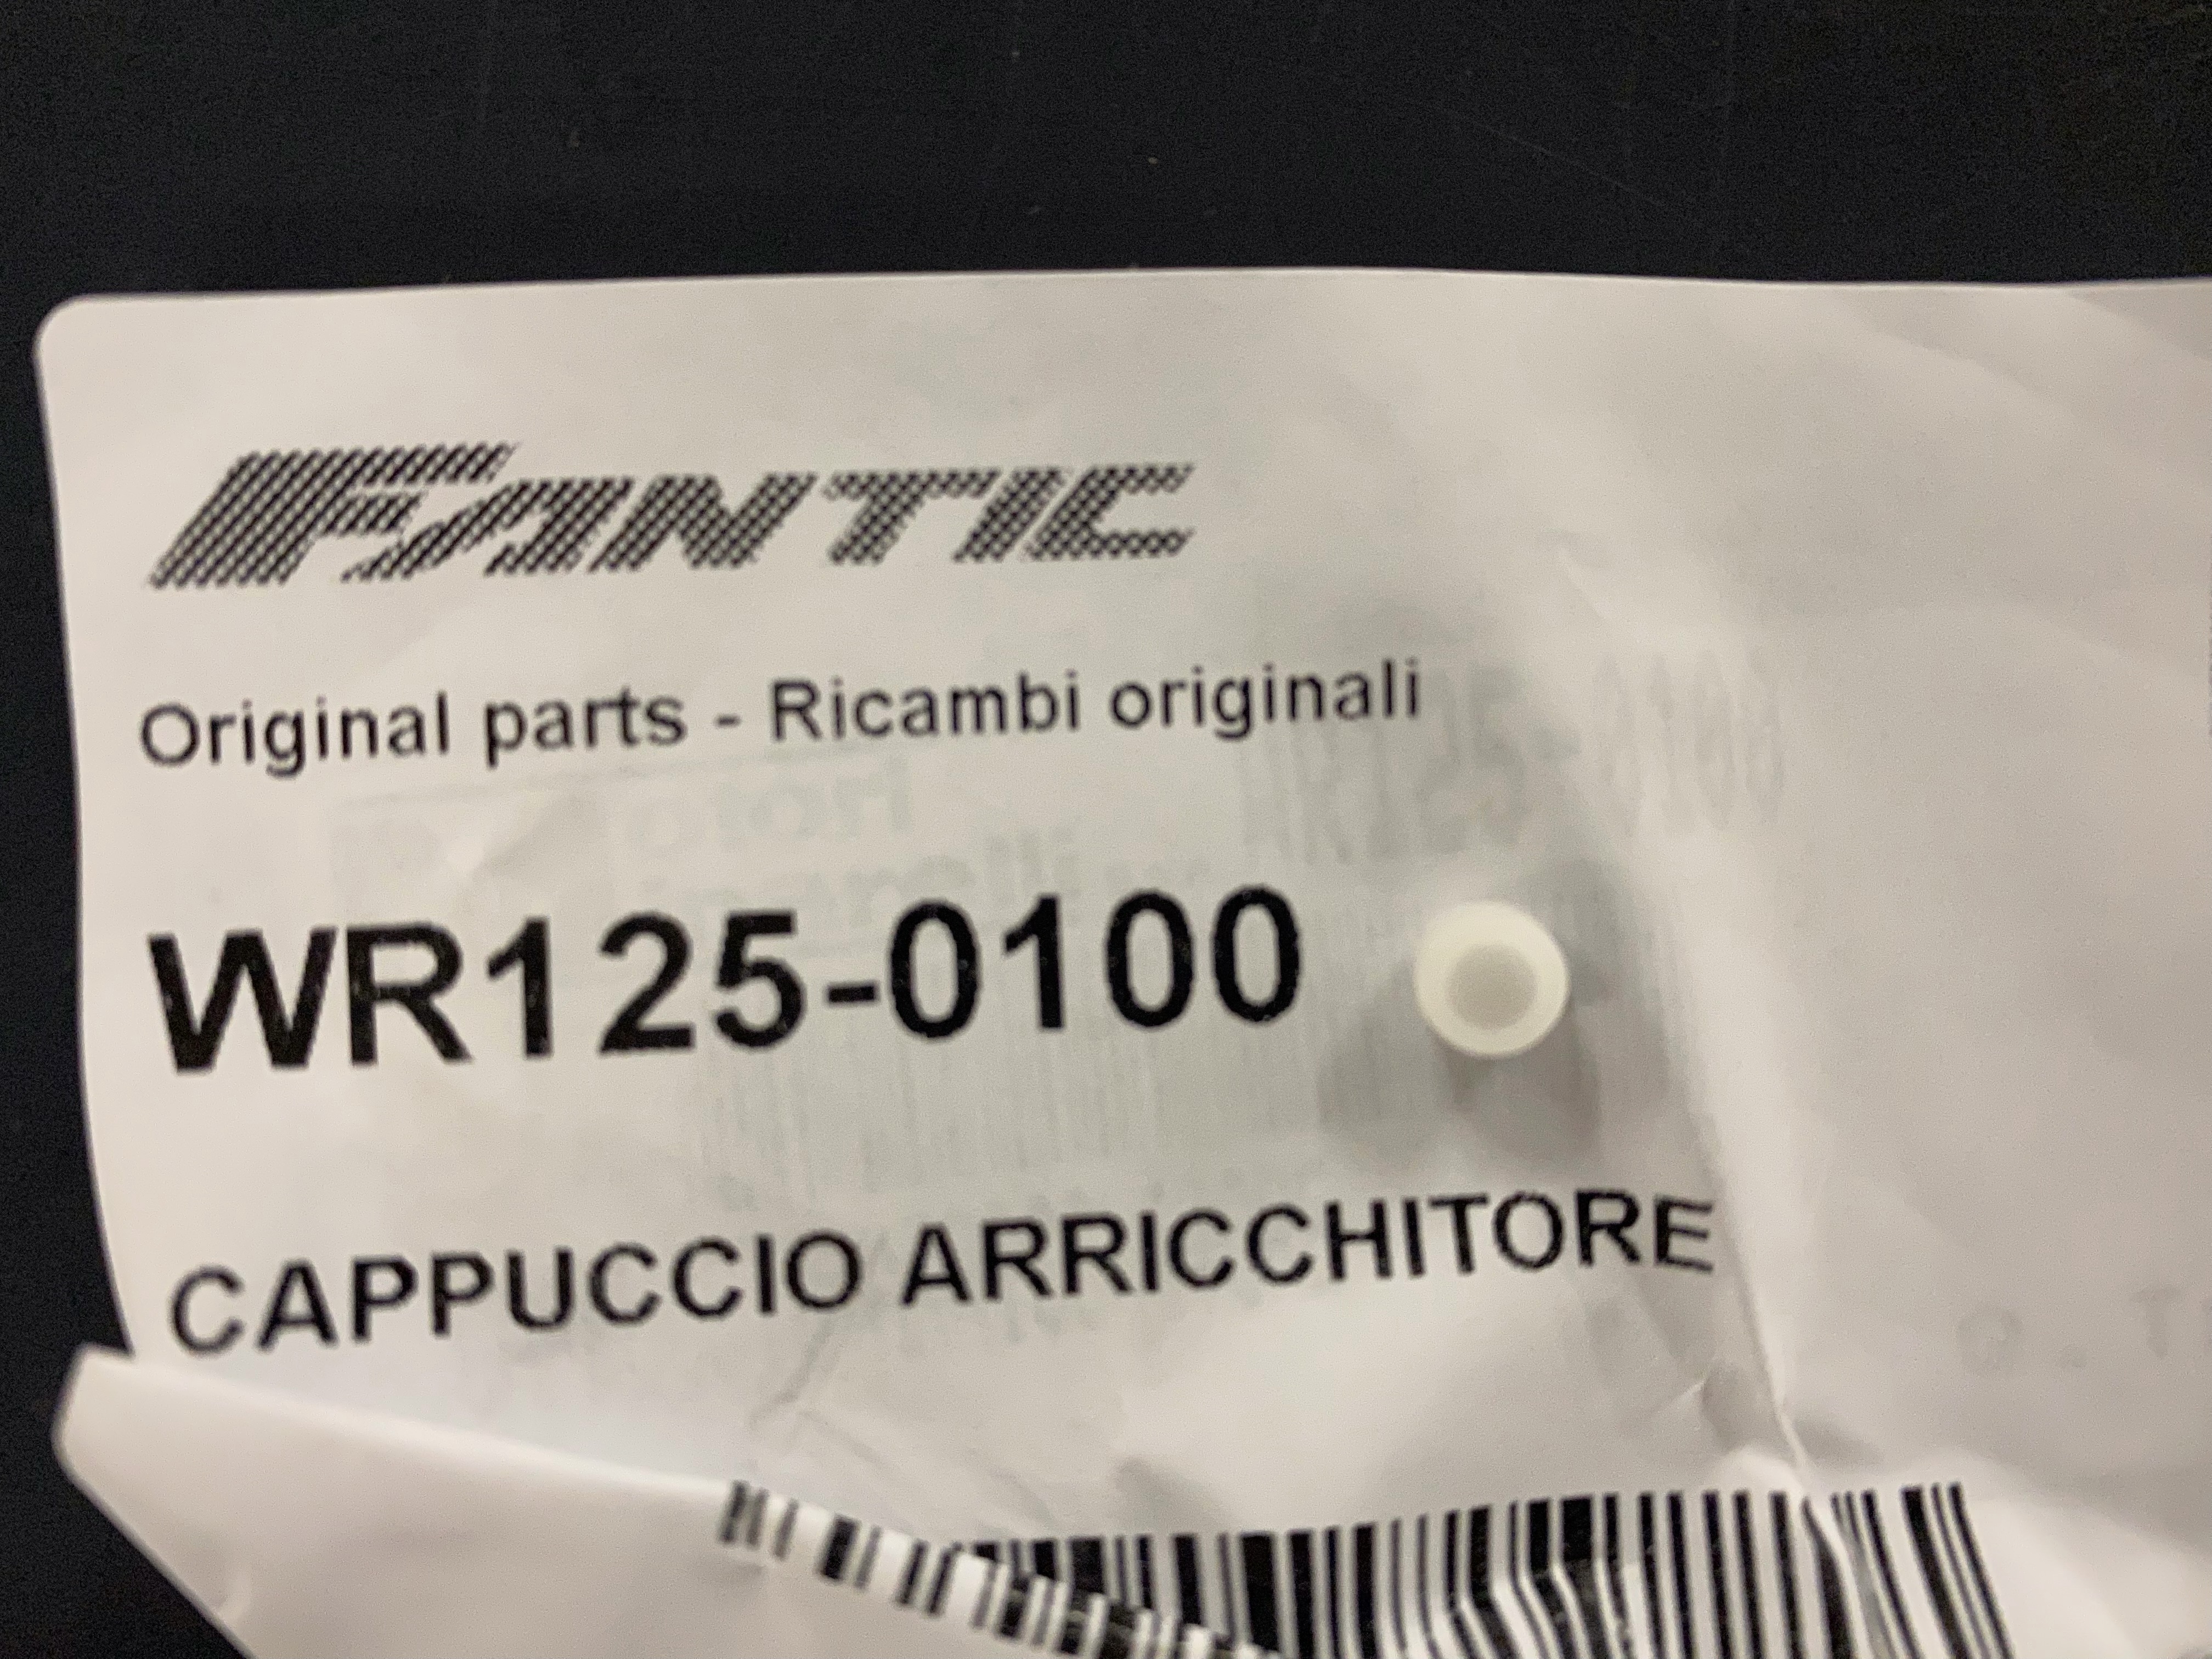 FANTIC
Original parts - Ricambi originali
WR125-0100
CAPPUCCIO ARRICCHITORE